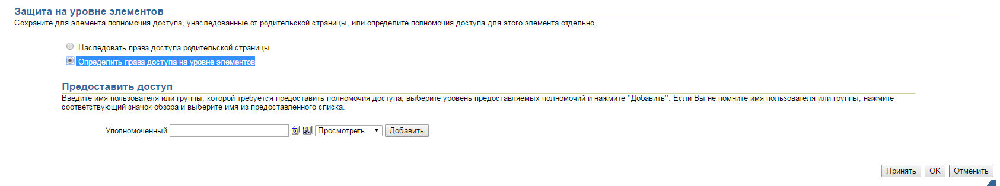 Защита на уровне элементов
Сохраните для элемента полномочия доступа, унаследованные от родительской страницы, или определите полномочия доступа для этого элемента отдельно.
Наследовать права доступа родительской страницы
Определить права доступа на уровне элементов
Предоставить доступ
Введите имя пользователя или группы, которой требуется предоставить полномочия доступа, выберите уровень предоставляемых полномочий и нажмите "Добавить". Если Вы не помните имя пользователя или группы, нажмите
соответствующий значок обзора и выберите имя из предоставленного списка.
Уполномоченный Просмотреть Добавить
Принять OK Отменить